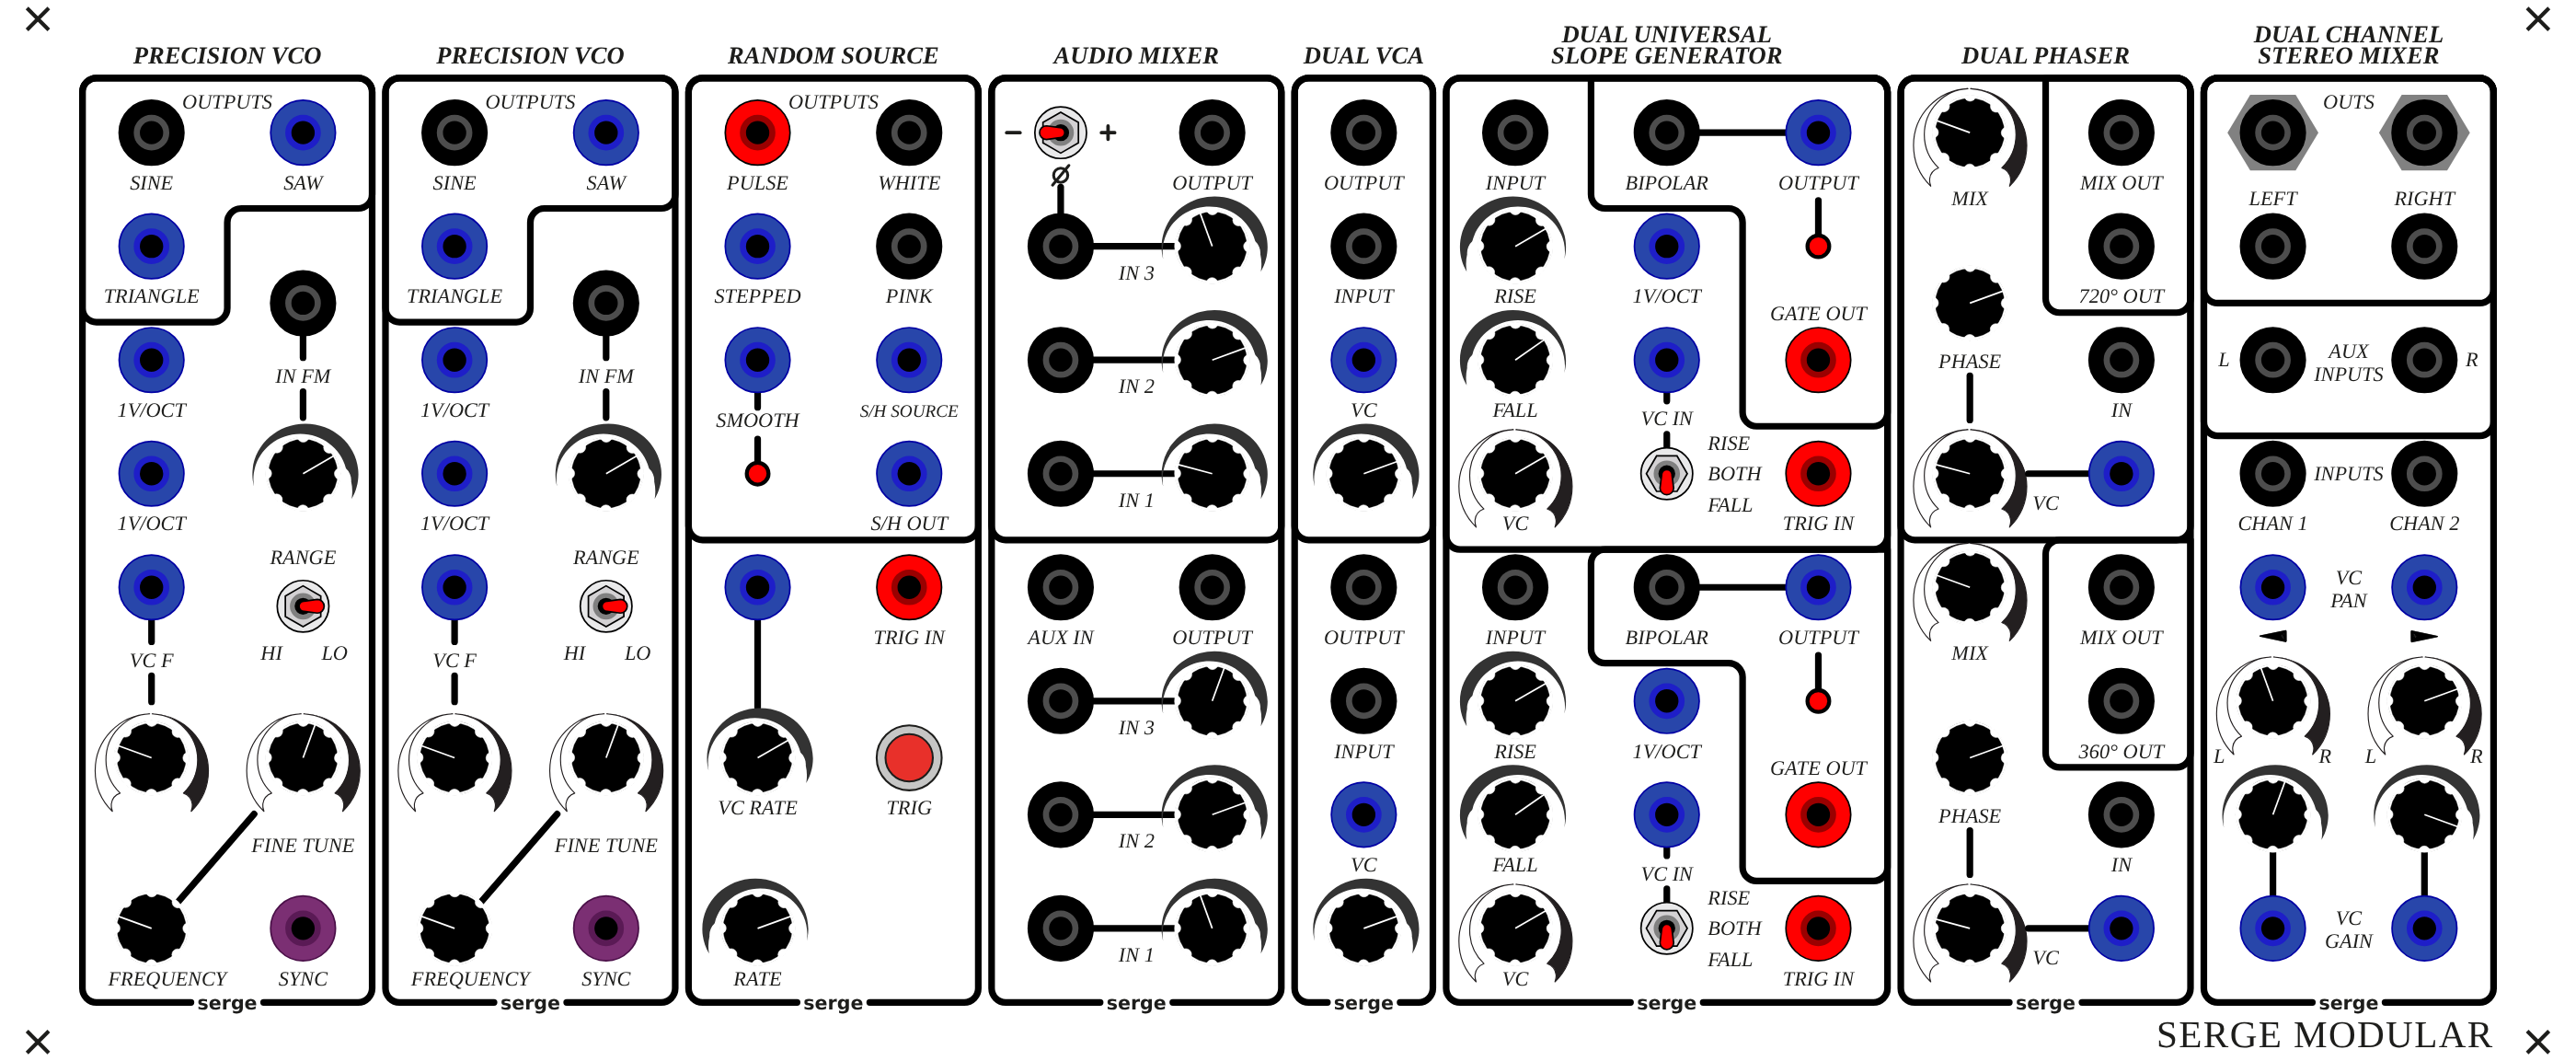 PRECISION VCO
OUTPUTS
SINE
SAW
TRIANGLE
IN FM
1V/OCT
1V/OCT
RANGE
HI
LO
VC F
FINE TUNE
FREQUENCY
SYNC
serge
PRECISION VCO
OUTPUTS
SINE
SAW
TRIANGLE
IN FM
1V/OCT
1V/OCT
RANGE
HI
LO
VC F
FINE TUNE
FREQUENCY
SYNC
serge
RANDOM SOURCE
OUTPUTS
PULSE
WHITE
STEPPED
PINK
SMOOTH
S/H SOURCE
S/H OUT
TRIG IN
VC RATE
TRIG
RATE
serge
AUDIO MIXER
− +
Ø
OUTPUT
IN 3
IN 2
IN 1
AUX IN
OUTPUT
IN 3
IN 2
IN 1
serge
DUAL VCA
OUTPUT
INPUT
VC
OUTPUT
INPUT
VC
serge
DUAL UNIVERSAL
SLOPE GENERATOR
INPUT
BIPOLAR
OUTPUT
RISE
1V/OCT
GATE OUT
FALL
VC IN
RISE
BOTH
FALL
VC
TRIG IN
INPUT
BIPOLAR
OUTPUT
RISE
1V/OCT
GATE OUT
FALL
VC IN
RISE
BOTH
FALL
VC
TRIG IN
serge
DUAL PHASER
MIX
MIX OUT
720° OUT
PHASE
IN
VC
MIX
MIX OUT
360° OUT
PHASE
IN
VC
serge
DUAL CHANNEL
STEREO MIXER
OUTS
LEFT
RIGHT
L
AUX
INPUTS
R
INPUTS
CHAN 1
CHAN 2
VC
PAN
L
R
L
R
VC
GAIN
serge
SERGE MODULAR